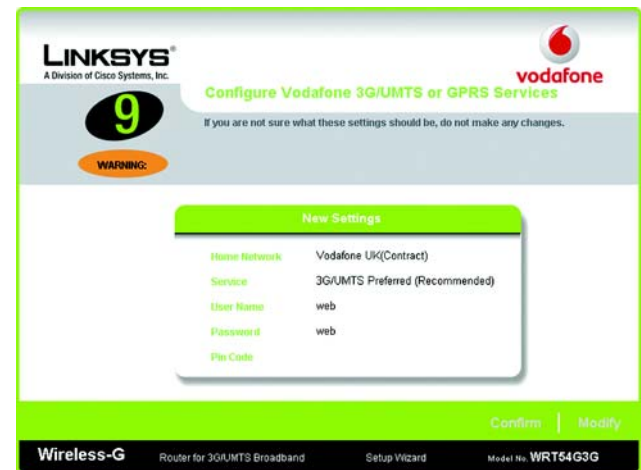 LINKSYS®
A Division of Cisco Systems, Inc.
vodafone
Configure Vodafone 3G/UMTS or GPRS Services
9
If you are not sure what these settings should be, do not make any changes.
WARNING:
New Settings
Home Network Vodafone UK(Contract)
Service 3G/UMTS Preferred (Recommended)
User Name web
Password web
Pin Code
Confirm | Modify
Wireless-G Router for 3G/UMTS Broadband Setup Wizard Model No. WRT54G3G